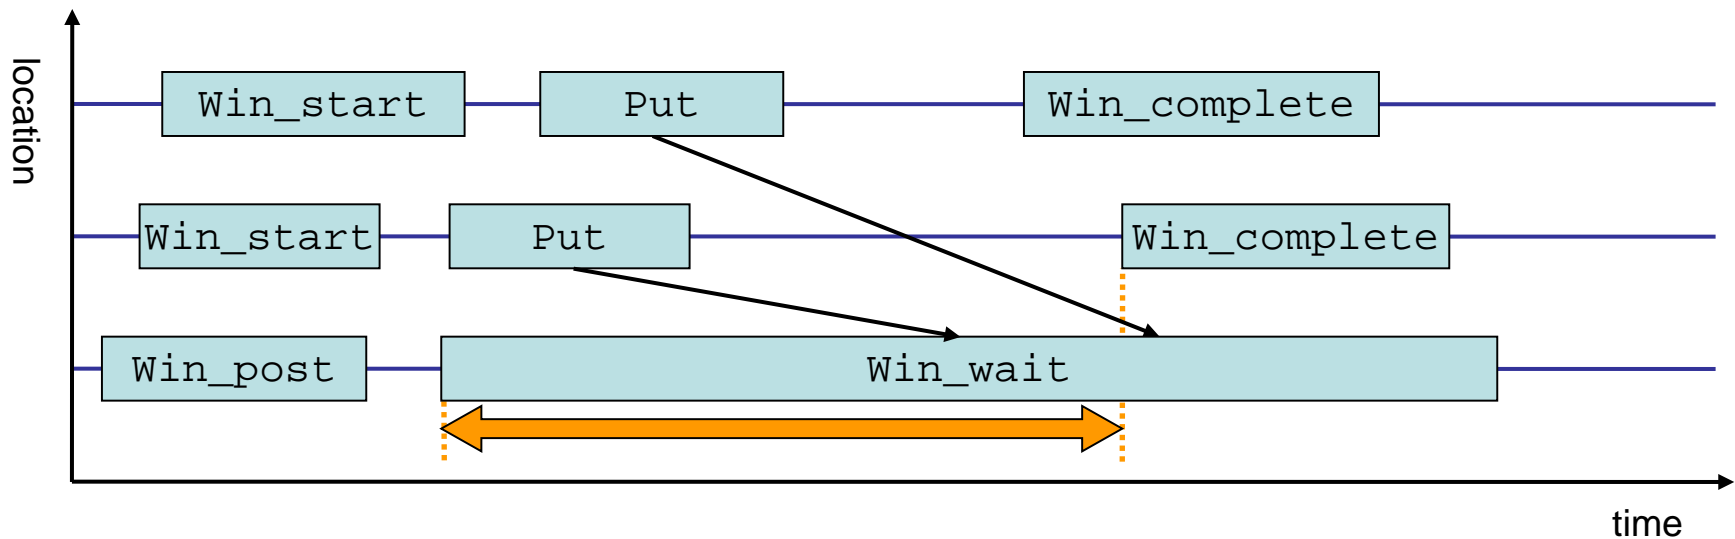 location
Win_start Put Win_complete
Win_start Put Win_complete
Win_post Win_wait
time